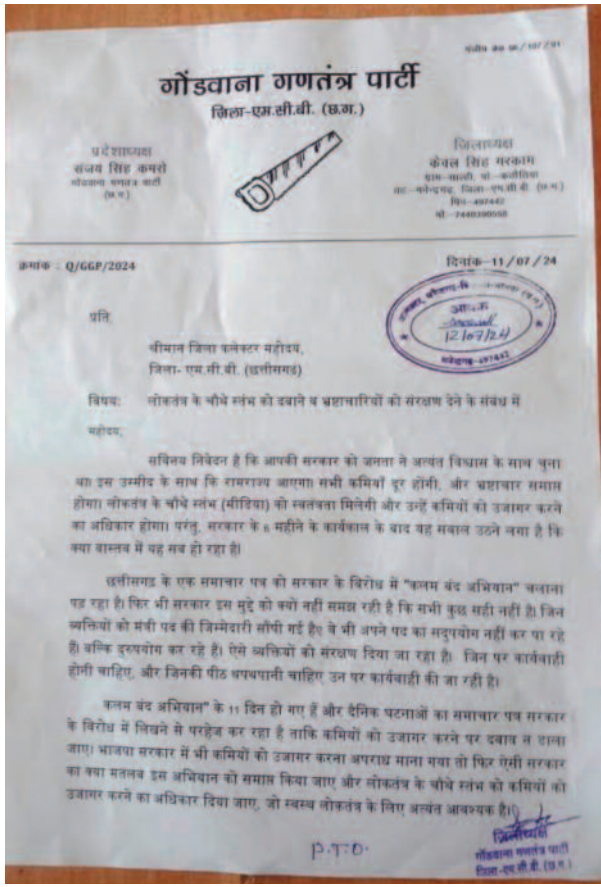 गोंडवाना गणतंत्र पार्टी
जिला-एम.सी.बी. (छ.ग.)
प्रदेशाध्यक्ष
संजय सिंह कमरो
गोंडवाना गणतंत्र पार्टी
(छ.ग.)
जिलाध्यक्ष
केवल सिंह मरकाम
पिन-497442
मो.-7440390558
क्रमांक : Q/GGP/2024
दिनांक-11/07/24
आवक
12/07/24
प्रति,
श्रीमान जिला कलेक्टर महोदय,
जिला- एम.सी.बी. (छत्तीसगढ़)
विषय: लोकतंत्र के चौथे स्तंभ को दबाने व भ्रष्टाचारियों को संरक्षण देने के संबंध में
महोदय,
सविनय निवेदन है कि आपकी सरकार को जनता ने अत्यंत विश्वास के साथ चुना
था। इस उम्मीद के साथ कि रामराज्य आएगा। सभी कमियाँ दूर होंगी, और भ्रष्टाचार समाप्त
होगा। लोकतंत्र के चौथे स्तंभ (मीडिया) को स्वतंत्रता मिलेगी और उन्हें कमियों को उजागर करने
का अधिकार होगा। परंतु, सरकार के 6 महीने के कार्यकाल के बाद यह सवाल उठने लगा है कि
क्या वास्तव में यह सब हो रहा है।
छत्तीसगढ़ के एक समाचार पत्र को सरकार के विरोध में "कलम बंद अभियान" चलाना
पड़ रहा है। फिर भी सरकार इस मुद्दे को क्यों नहीं समझ रही है कि सभी कुछ सही नहीं है। जिन
व्यक्तियों को मंत्री पद की जिम्मेदारी सौंपी गई हैए वे भी अपने पद का सदुपयोग नहीं कर पा रहे
हैं। बल्कि दुरुपयोग कर रहे हैं। ऐसे व्यक्तियों को संरक्षण दिया जा रहा है। जिन पर कार्यवाही
होनी चाहिए, और जिनकी पीठ थपथपानी चाहिए उन पर कार्यवाही की जा रही है।
कलम बंद अभियान" के 11 दिन हो गए हैं और दैनिक घटनाओं का समाचार पत्र सरकार
के विरोध में लिखने से परहेज कर रहा है ताकि कमियों को उजागर करने पर दबाव न डाला
जाए। भाजपा सरकार में भी कमियों को उजागर करना अपराध माना गया तो फिर ऐसी सरकार
का क्या मतलब इस अभियान को समाप्त किया जाए और लोकतंत्र के चौथे स्तंभ को कमियों को
उजागर करने का अधिकार दिया जाए, जो स्वस्थ लोकतंत्र के लिए अत्यंत आवश्यक है।
जिलाध्यक्ष
गोंडवाना गणतंत्र पार्टी
जिला-एम.सी.बी. (छ.ग.)
P.T.O.